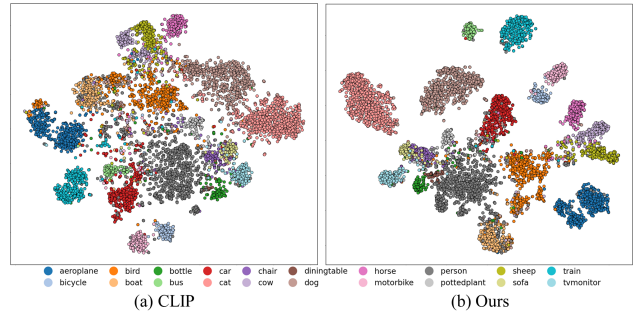 aeroplane bird bottle car chair diningtable horse person sheep train
bicycle boat bus cat cow dog motorbike pottedplant sofa tvmonitor
(a) CLIP (b) Ours